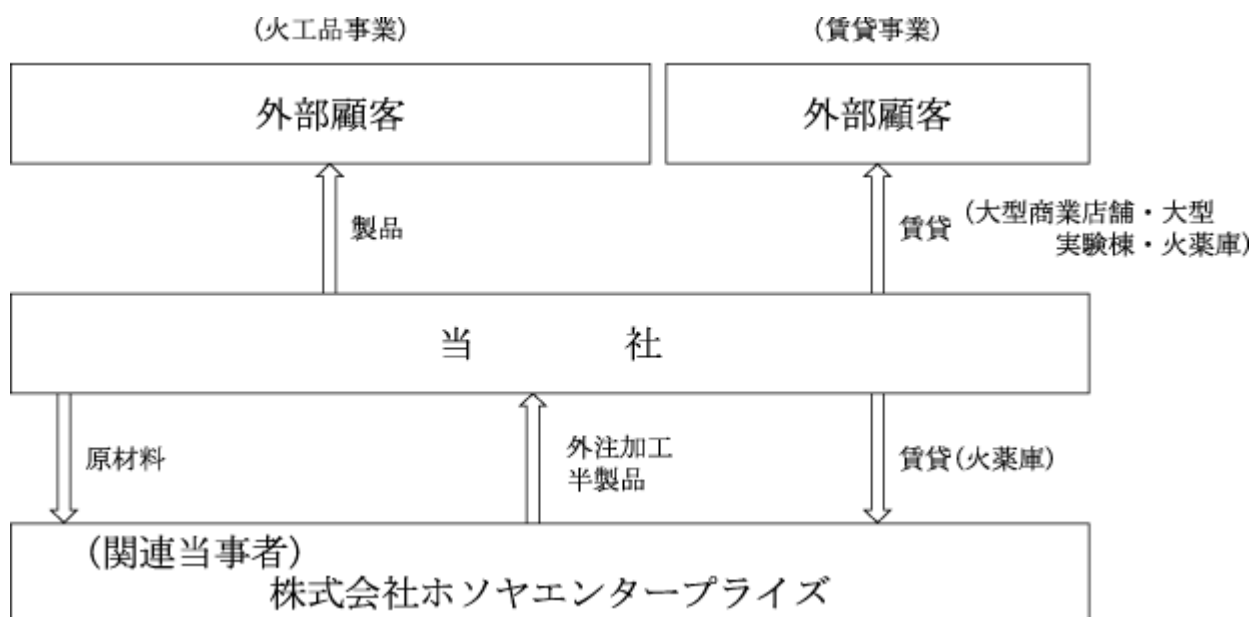 (火工品事業)
(賃貸事業)
外部顧客
外部顧客
製品
賃貸
(大型商業店舗・大型
実験棟・火薬庫)
当 社
原材料
外注加工
半製品
賃貸(火薬庫)
(関連当事者)
株式会社ホソヤエンタープライズ